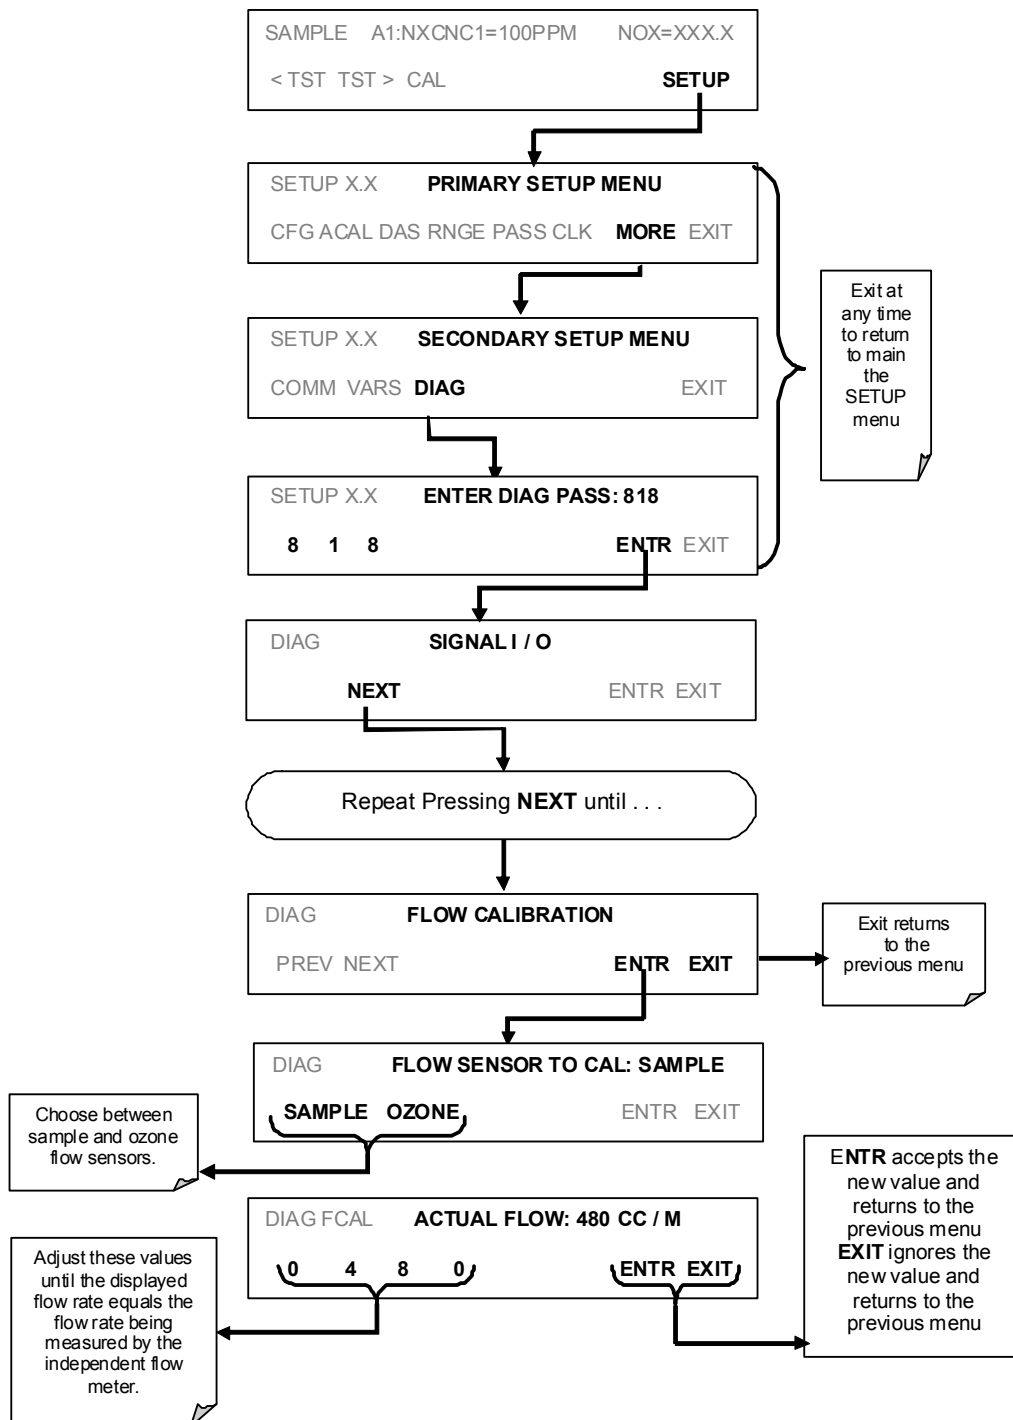 SAMPLE A1:NXCNC1=100PPM NOX=XXX.X
< TST TST > CAL SETUP
SETUP X.X PRIMARY SETUP MENU
CFG ACAL DAS RNGE PASS CLK MORE EXIT
SETUP X.X SECONDARY SETUP MENU
COMM VARS DIAG EXIT
Exit at
any time
to return
to main
the
SETUP
menu
SETUP X.X ENTER DIAG PASS: 818
8 1 8 ENTR EXIT
DIAG SIGNAL I / O
NEXT ENTR EXIT
Repeat Pressing NEXT until . . .
DIAG FLOW CALIBRATION
PREV NEXT ENTR EXIT
Exit returns
to the
previous menu
DIAG FLOW SENSOR TO CAL: SAMPLE
SAMPLE OZONE ENTR EXIT
Choose between
sample and ozone
flow sensors.
DIAG FCAL ACTUAL FLOW: 480 CC / M
0 4 8 0 ENTR EXIT
ENTR accepts the
new value and
returns to the
previous menu
EXIT ignores the
new value and
returns to the
previous menu
Adjust these values
until the displayed
flow rate equals the
flow rate being
measured by the
independent flow
meter.